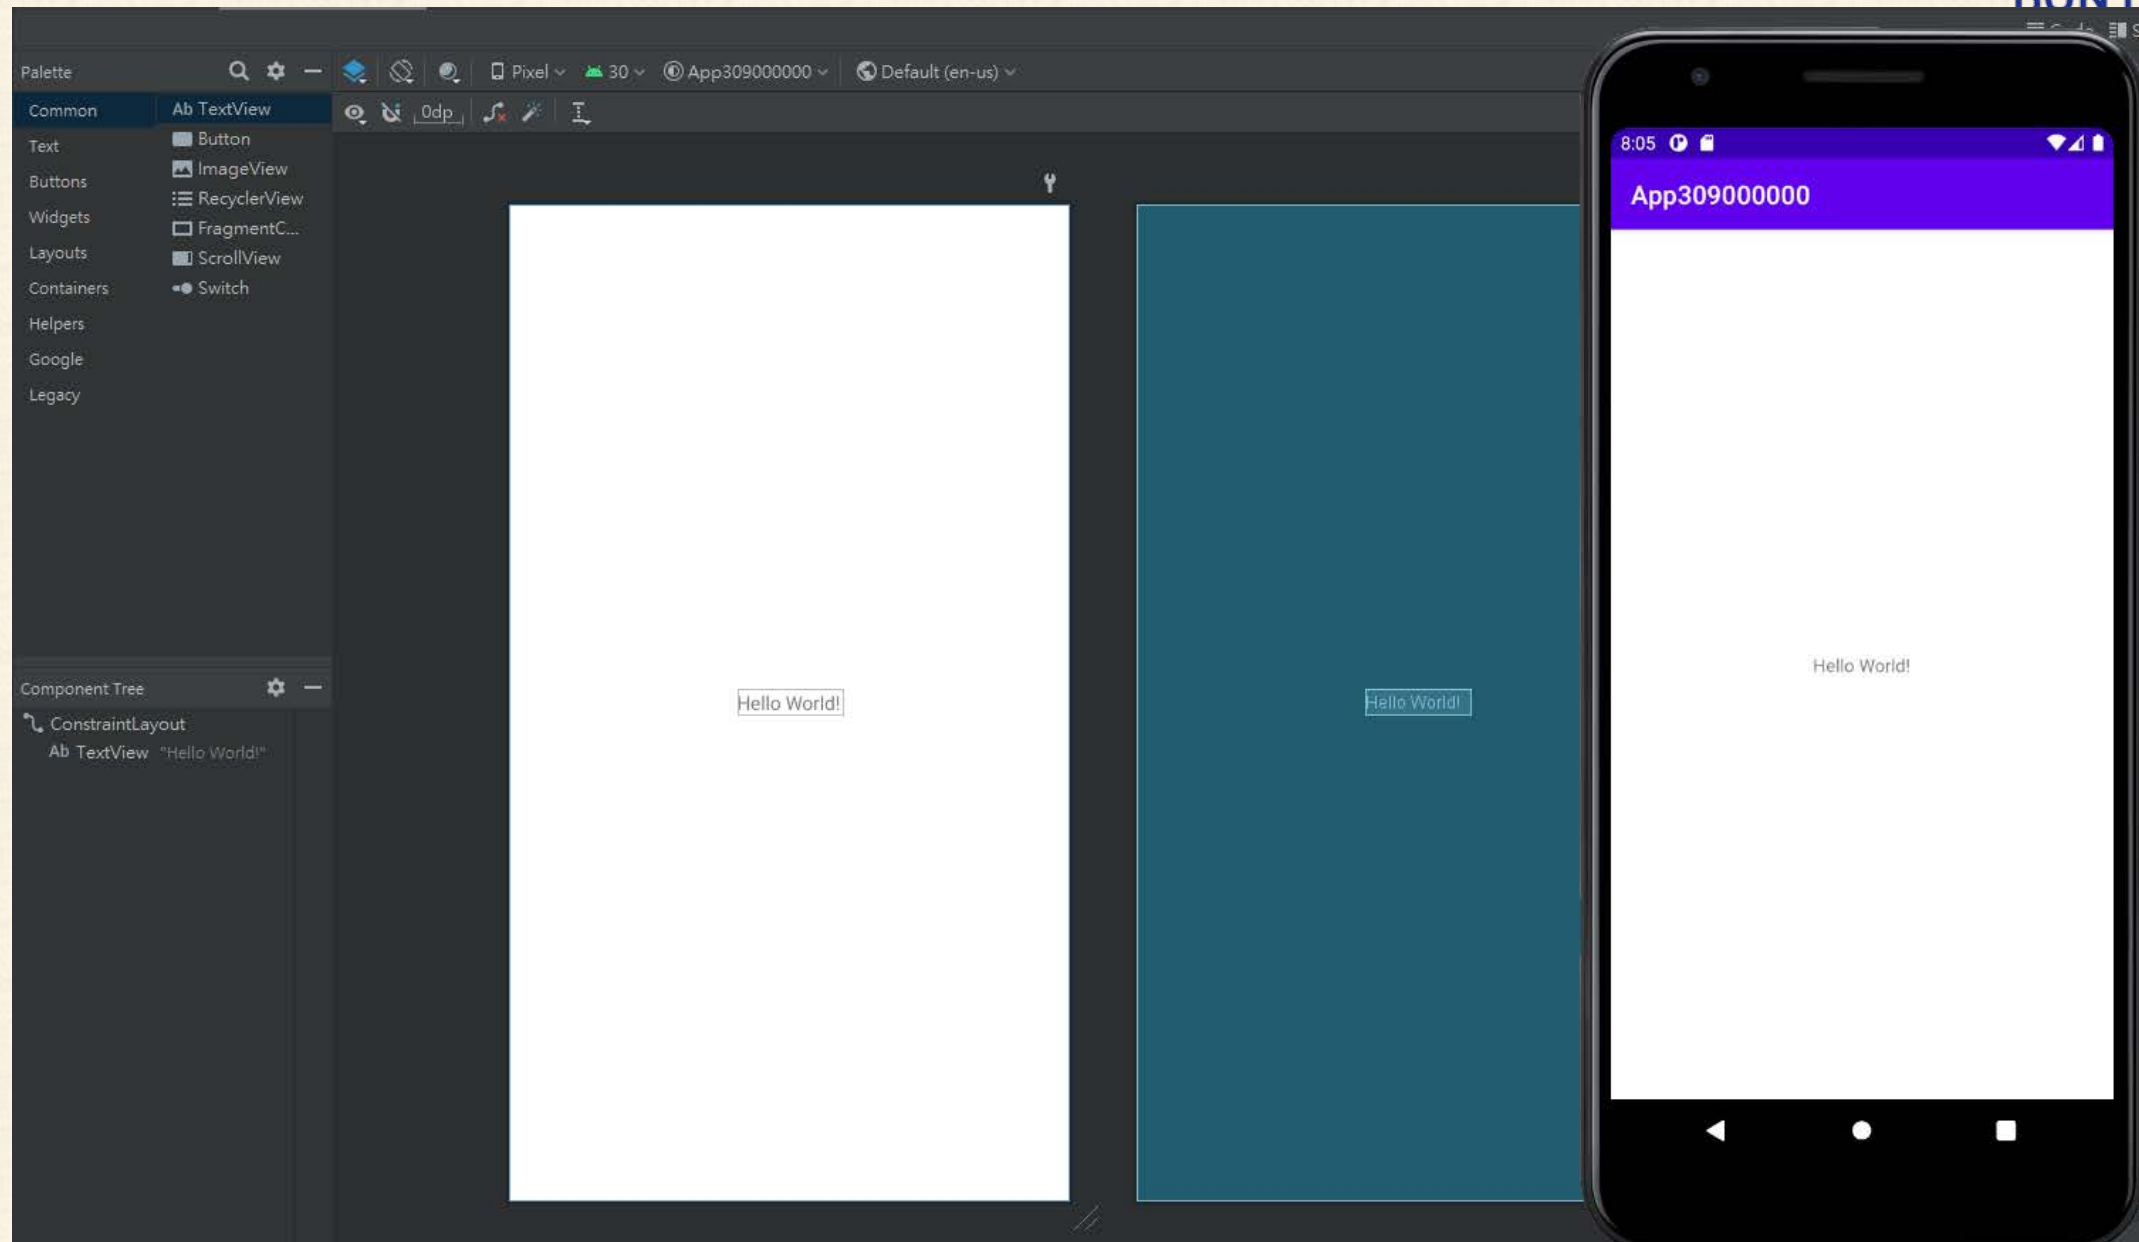 Palette
Pixel
30
App309000000
Default (en-us)
Common
Text
Buttons
Widgets
Layouts
Containers
Helpers
Google
Legacy
Ab TextView
Button
ImageView
RecyclerView
FragmentC...
ScrollView
Switch
0dp
Component Tree
ConstraintLayout
Ab TextView "Hello World!"
Hello World!
Hello World!
8:05
App309000000
Hello World!